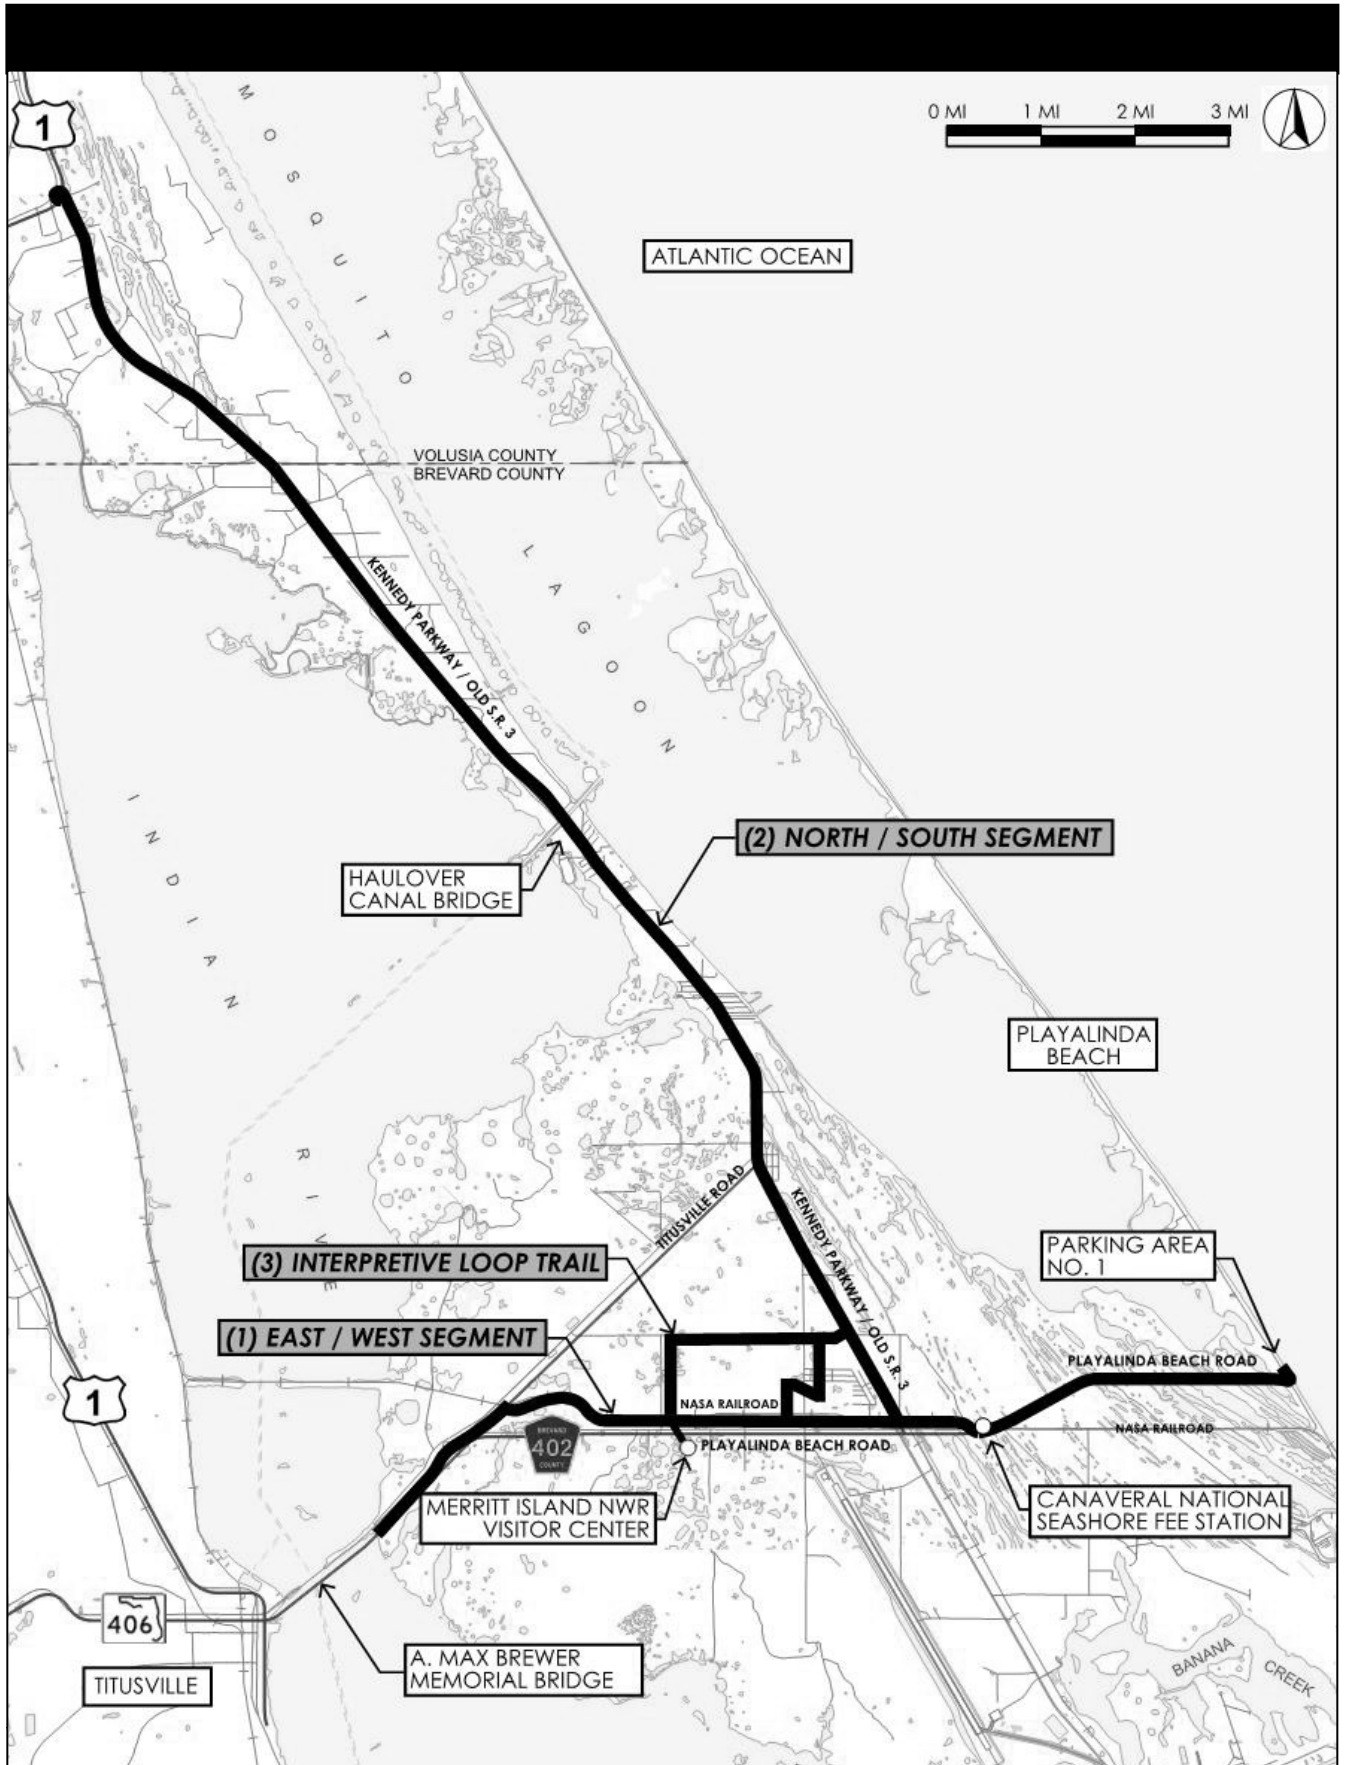 0 MI 1 MI 2 MI 3 MI
1
MOSQUITO
ATLANTIC OCEAN
VOLUSIA COUNTY
BREVARD COUNTY
LAGOON
KENNEDY PARKWAY / OLD S.R. 3
INDIAN
(2) NORTH / SOUTH SEGMENT
HAULOVER
CANAL BRIDGE
PLAYALINDA
BEACH
RIVER
TITUSVILLE ROAD
KENNEDY PARKWAY / OLD S.R. 3
(3) INTERPRETIVE LOOP TRAIL
PARKING AREA
NO. 1
(1) EAST / WEST SEGMENT
PLAYALINDA BEACH ROAD
1
NASA RAILROAD
NASA RAILROAD
BREVARD
402
COUNTY
PLAYALINDA BEACH ROAD
MERRITT ISLAND NWR
VISITOR CENTER
CANAVERAL NATIONAL
SEASHORE FEE STATION
406
A. MAX BREWER
MEMORIAL BRIDGE
TITUSVILLE
BANANA CREEK